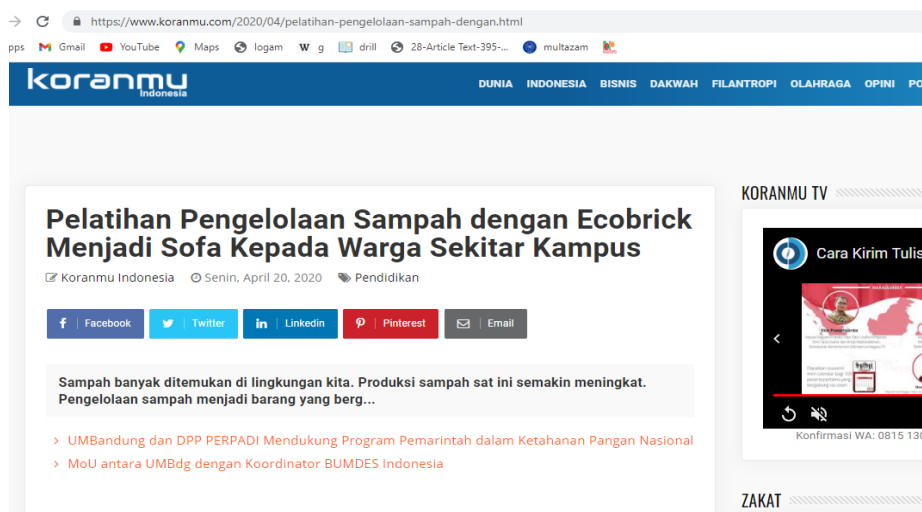 https://www.koranmu.com/2020/04/pelatihan-pengelolaan-sampah-dengan.html
pps Gmail YouTube Maps logam W g drill 28-Article Text-395-... multazam
koranmu
Indonesia
DUNIA INDONESIA BISNIS DAKWAH FILANTROPI OLAHRAGA OPINI PO
Pelatihan Pengelolaan Sampah dengan Ecobrick
Menjadi Sofa Kepada Warga Sekitar Kampus
Koranmu Indonesia Senin, April 20, 2020 Pendidikan
Facebook Twitter Linkedin Pinterest Email
Sampah banyak ditemukan di lingkungan kita. Produksi sampah sat ini semakin meningkat.
Pengelolaan sampah menjadi barang yang berg...
UMBandung dan DPP PERPADI Mendukung Program Pemarintah dalam Ketahanan Pangan Nasional
MoU antara UMBdg dengan Koordinator BUMDES Indonesia
KORANMU TV
Cara Kirim Tulis
Konfirmasi WA: 0815 130
ZAKAT